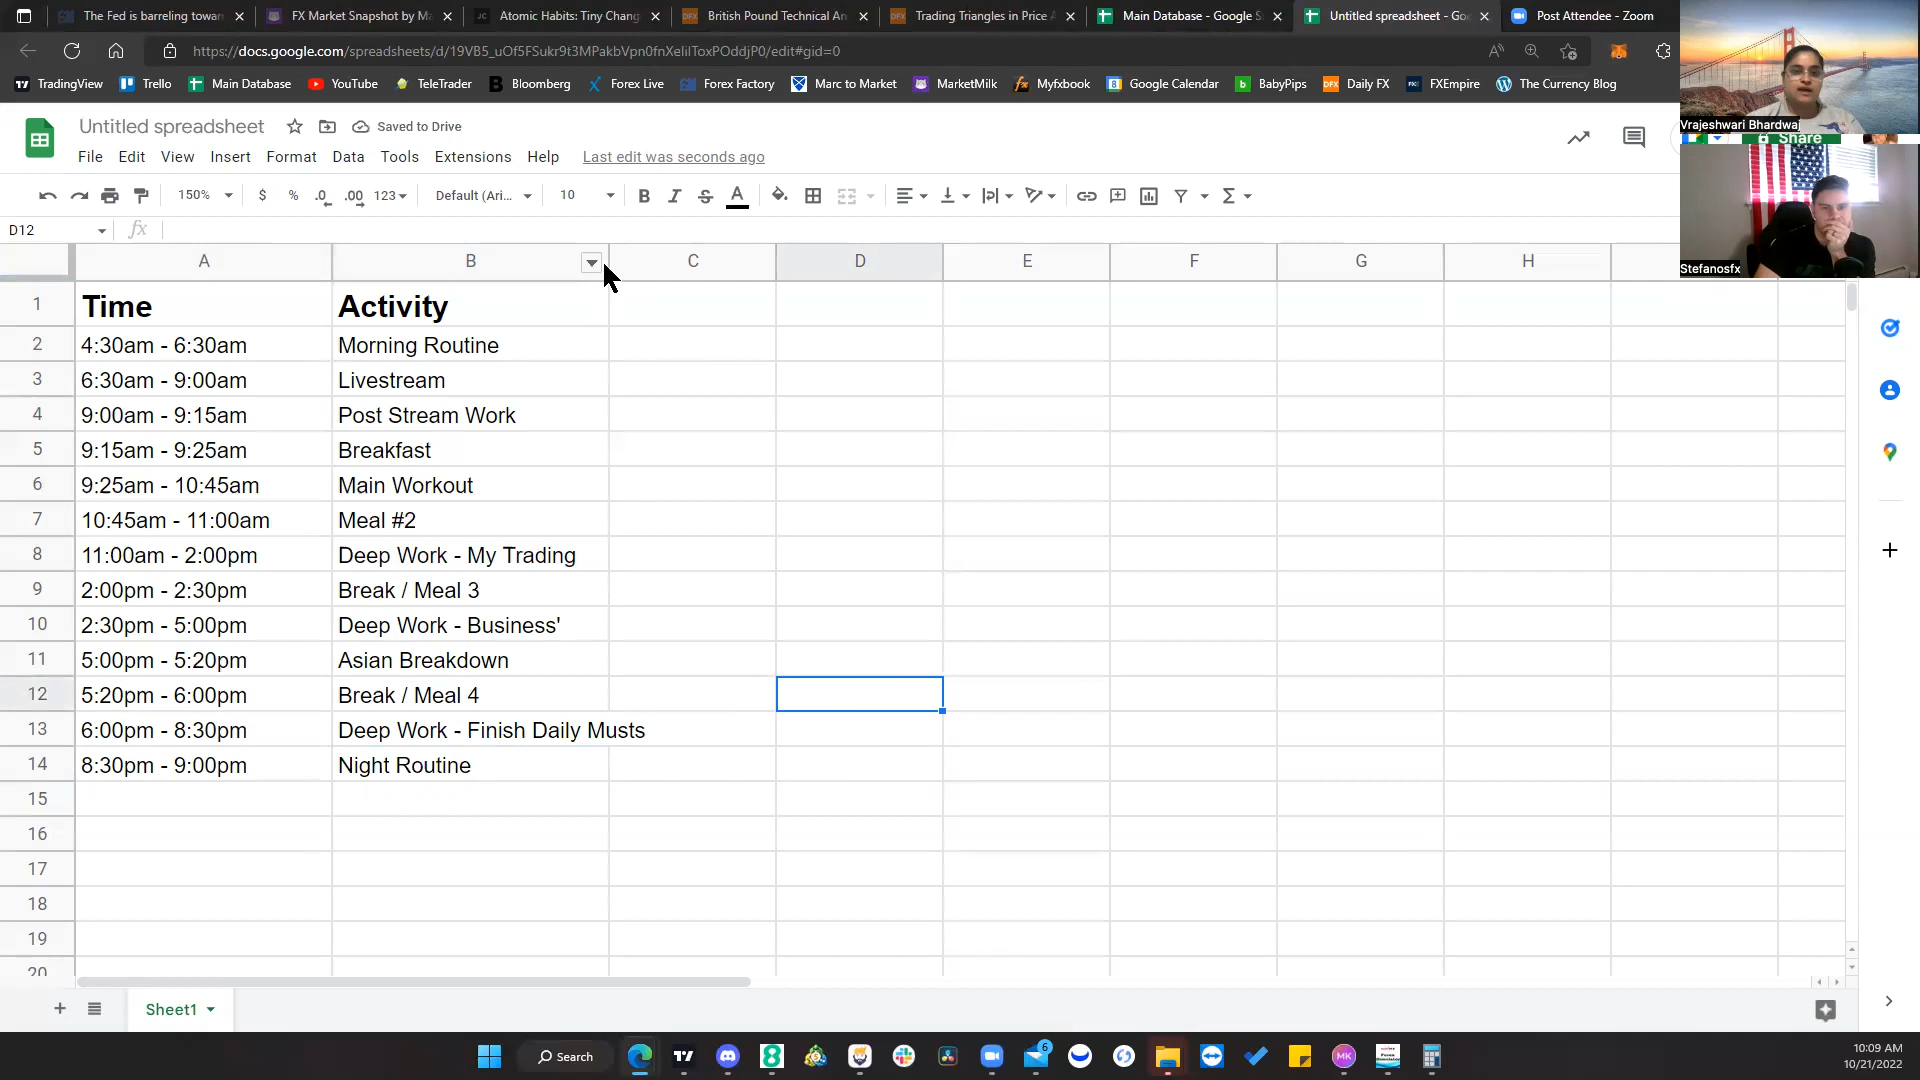 The Fed is barreling towar
FX Market Snapshot by Ma
Atomic Habits: Tiny Chang
British Pound Technical An
Trading Triangles in Price A
Main Database - Google S
Untitled spreadsheet - Goo
Post Attendee - Zoom
https://docs.google.com/spreadsheets/d/19VB5_uOf5FSukr9t3MPakbVpn0fnXeliIToxPOddjP0/edit#gid=0
TradingView
Trello
Main Database
YouTube
TeleTrader
Bloomberg
Forex Live
Forex Factory
Marc to Market
MarketMilk
Myfxbook
Google Calendar
BabyPips
Daily FX
FXEmpire
The Currency Blog
Vrajeshwari Bhardwaj
Stefanosfx
Untitled spreadsheet
Saved to Drive
Share
File Edit View Insert Format Data Tools Extensions Help Last edit was seconds ago
150% $ % .0 .00 123 Default (Ari... 10 B I S A
D12 fx
A B C D E F G H
1 Time Activity
2 4:30am - 6:30am Morning Routine
3 6:30am - 9:00am Livestream
4 9:00am - 9:15am Post Stream Work
5 9:15am - 9:25am Breakfast
6 9:25am - 10:45am Main Workout
7 10:45am - 11:00am Meal #2
8 11:00am - 2:00pm Deep Work - My Trading
9 2:00pm - 2:30pm Break / Meal 3
10 2:30pm - 5:00pm Deep Work - Business'
11 5:00pm - 5:20pm Asian Breakdown
12 5:20pm - 6:00pm Break / Meal 4
13 6:00pm - 8:30pm Deep Work - Finish Daily Musts
14 8:30pm - 9:00pm Night Routine
15
16
17
18
19
20
Sheet1
Search
6
MK
10:09 AM
10/21/2022